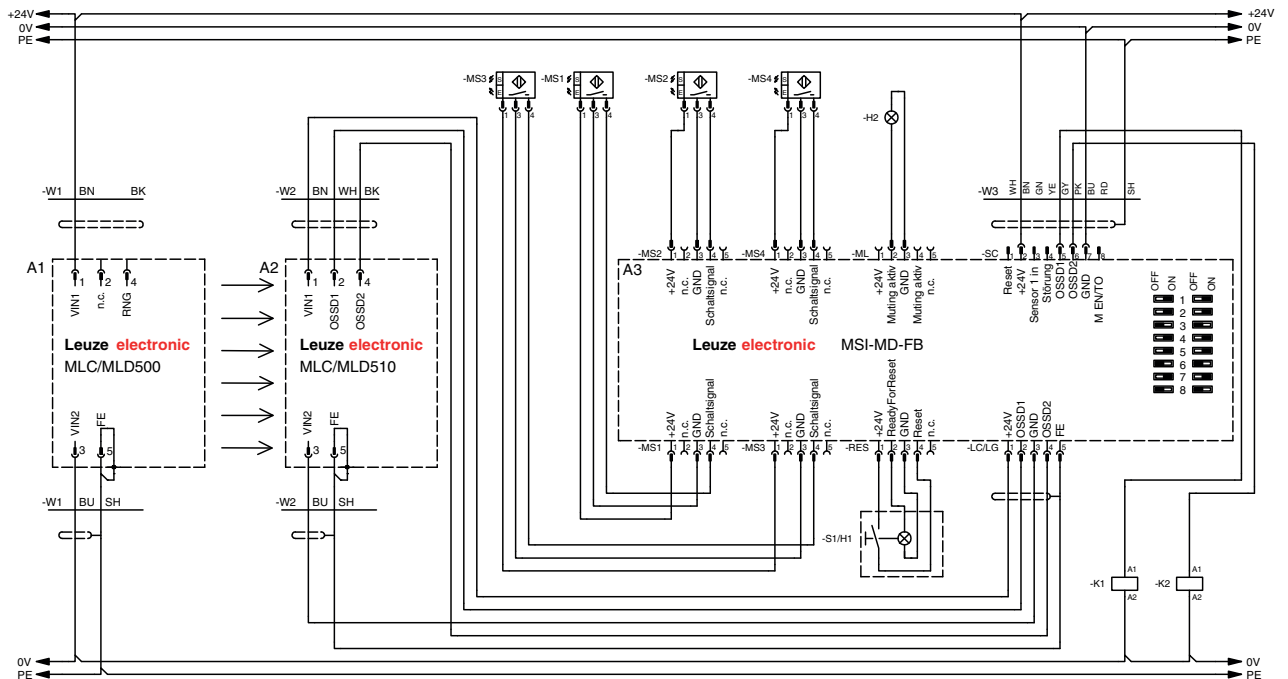 +24V +24V
0V 0V
PE PE
-MS3 S E
-MS1 S E
-MS2 S E
-MS4 S E
1 3 4
1 3 4
1 3 4
1 3 4
-H2
-W1 BN BK
-W2 BN WH BK
-W3 WH BN GN YE GY PK BU RD SH
A1
1 2 4
VIN1
n.c.
RNG
Leuze electronic
MLC/MLD500
VIN2
FE
3 5
-W1 BU SH
A2
1 2 4
VIN1
OSSD1
OSSD2
Leuze electronic
MLC/MLD510
VIN2
FE
3 5
-W2 BU SH
A3
-MS2 1 2 3 4 5
+24V
n.c.
GND
Schaltsignal
n.c.
-MS4 1 2 3 4 5
+24V
n.c.
GND
Schaltsignal
n.c.
-ML 1 2 3 4 5
+24V
Muting aktiv
GND
Muting aktiv
n.c.
-SC 1 2 3 4 5 6 7 8
Reset
+24V
Sensor 1 in
Störung
OSSD1
OSSD2
GND
M EN/TO
OFF ON OFF ON
1
2
3
4
5
6
7
8
Leuze electronic MSI-MD-FB
+24V
n.c.
GND
Schaltsignal
n.c.
-MS1 1 2 3 4 5
+24V
n.c.
GND
Schaltsignal
n.c.
-MS3 1 2 3 4 5
+24V
ReadyForReset
GND
Reset
n.c.
-RES 1 2 3 4 5
+24V
OSSD1
GND
OSSD2
FE
-LC/LG 1 2 3 4 5
-S1/H1
-K1 A1 A2
-K2 A1 A2
0V 0V
PE PE